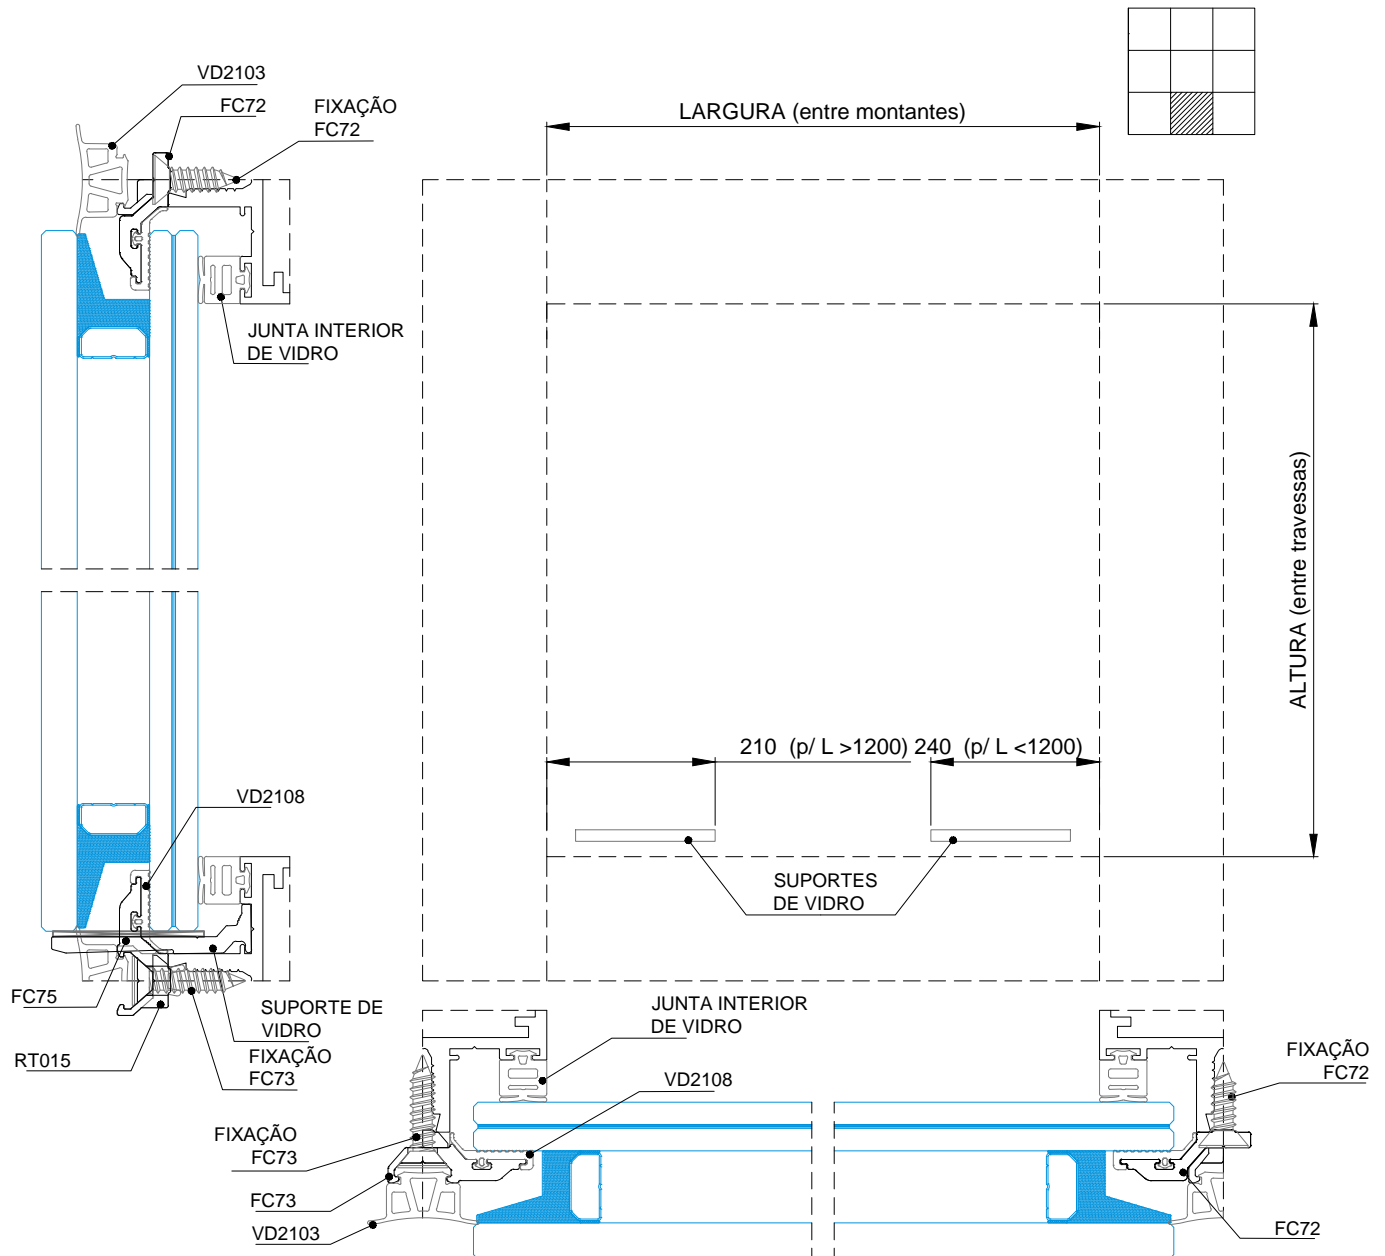 VD2103
FC72
FIXAÇÃO
FC72
LARGURA (entre montantes)
JUNTA INTERIOR
DE VIDRO
ALTURA (entre travessas)
210 (p/ L >1200) 240 (p/ L <1200)
VD2108
SUPORTES
DE VIDRO
FC75
SUPORTE DE
VIDRO
RT015
FIXAÇÃO
FC73
JUNTA INTERIOR
DE VIDRO
VD2108
FIXAÇÃO
FC72
FIXAÇÃO
FC73
FC73
VD2103
FC72